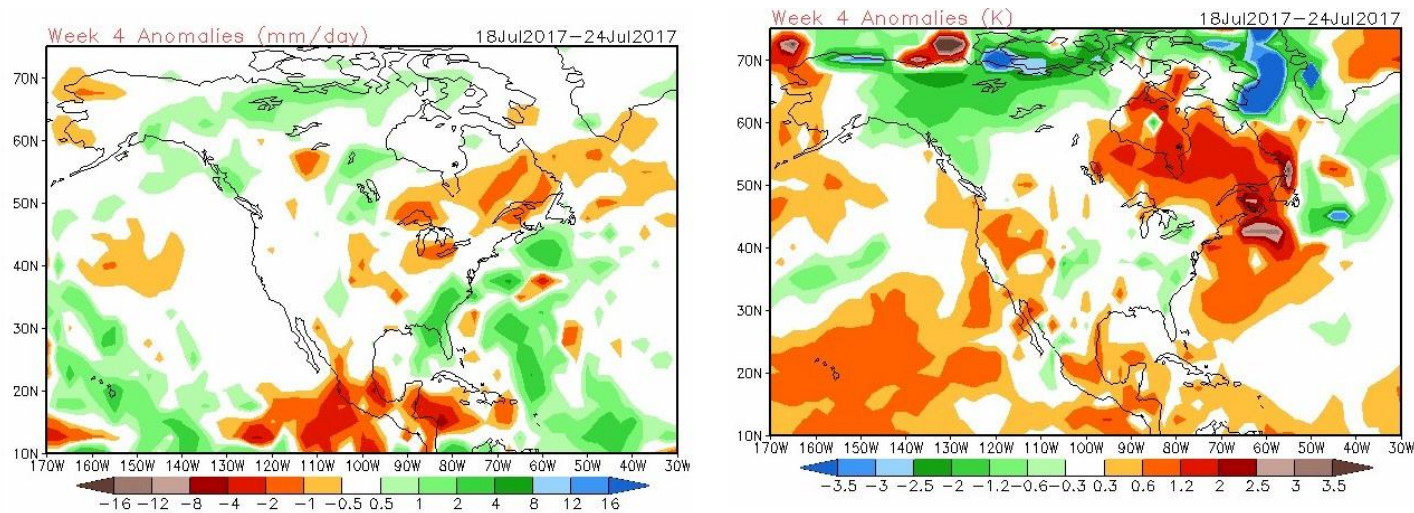 Week 4 Anomalies (mm/day) 18Jul2017-24Jul2017
70N
60N
50N
40N
30N
20N
10N
170W 160W 150W 140W 130W 120W 110W 100W 90W 80W 70W 60W 50W 40W 30W
-16 -12 -8 -4 -2 -1 -0.5 0.5 1 2 4 8 12 16
Week 4 Anomalies (K) 18Jul2017-24Jul2017
70N
60N
50N
40N
30N
20N
10N
170W 160W 150W 140W 130W 120W 110W 100W 90W 80W 70W 60W 50W 40W 30W
-3.5 -3 -2.5 -2 -1.2 -0.6 -0.3 0.3 0.6 1.2 2 2.5 3 3.5